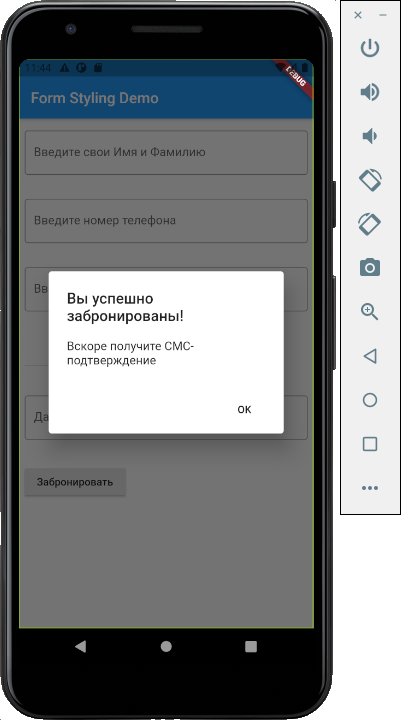 11:44
DEBUG
Form Styling Demo
Введите свои Имя и Фамилию
Введите номер телефона
Вв
Вы успешно
забронированы!
Вскоре получите СМС-
подтверждение
OK
Да
Забронировать